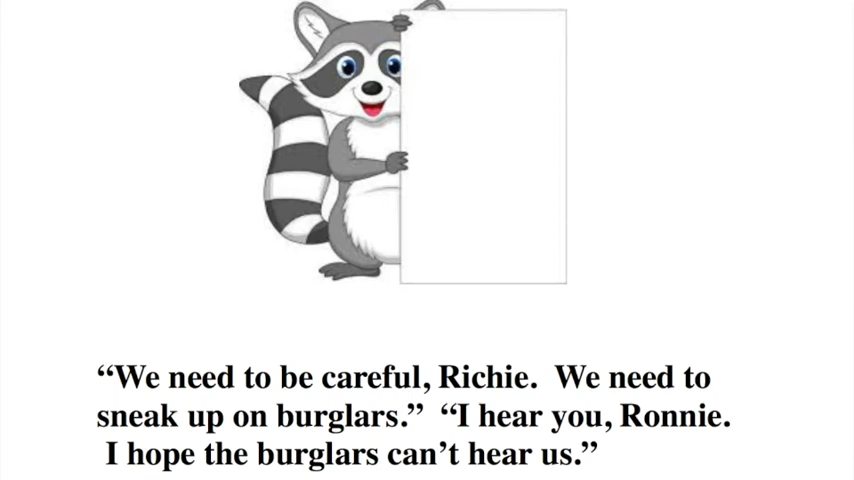 “We need to be careful, Richie.  We need to
sneak up on burglars.”  “I hear you, Ronnie.
I hope the burglars can’t hear us.”